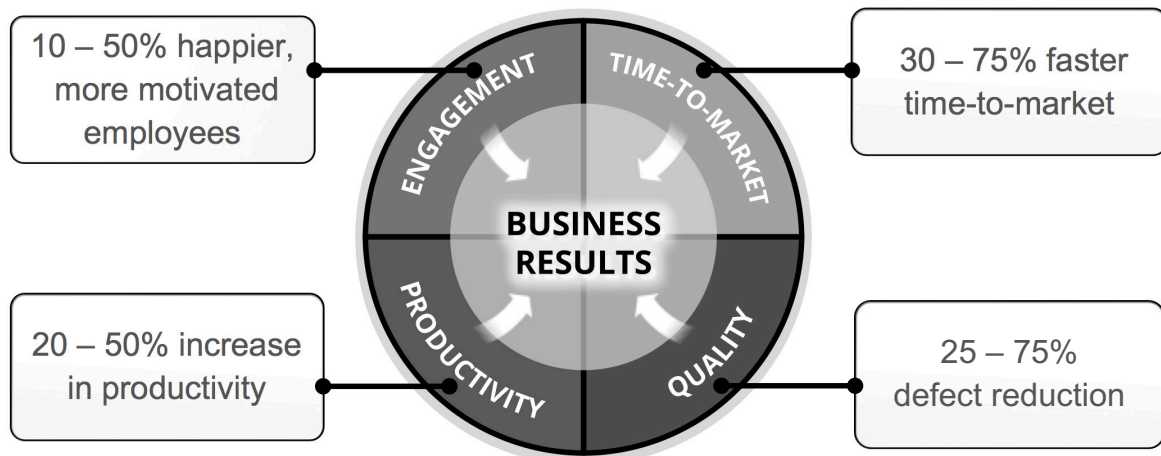 10 – 50% happier,
more motivated
employees
ENGAGEMENT
TIME-TO-MARKET
30 – 75% faster
time-to-market
BUSINESS
RESULTS
20 – 50% increase
in productivity
PRODUCTIVITY
QUALITY
25 – 75%
defect reduction